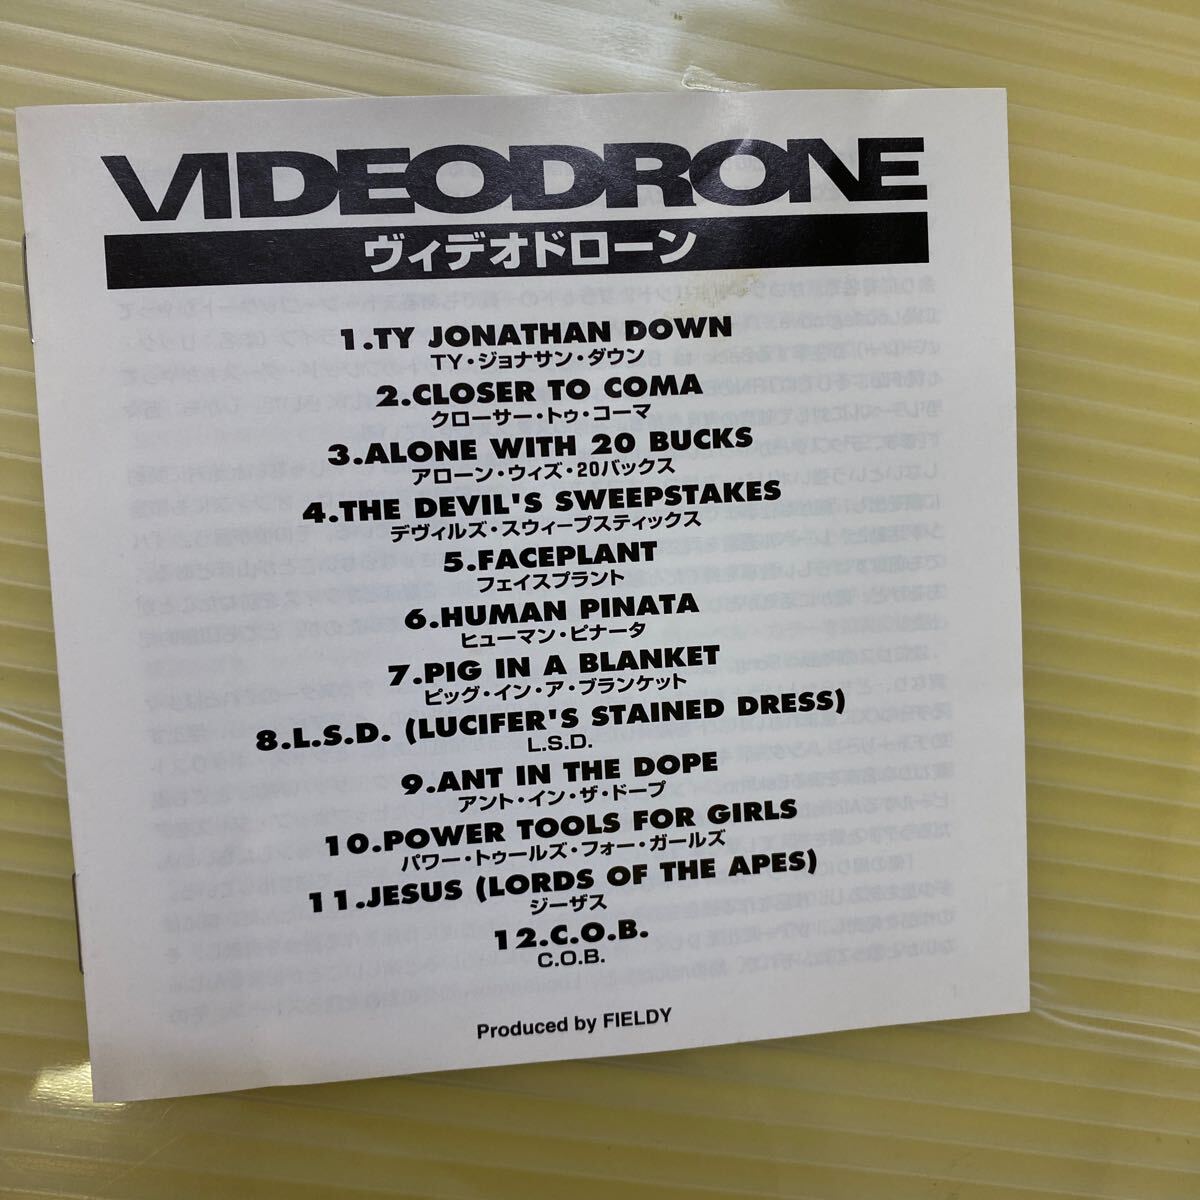 VIDEODRONE
ヴィデオドローン
1.TY JONATHAN DOWN
TY・ジョナサン・ダウン
2.CLOSER TO COMA
クローサー・トゥ・コーマ
3.ALONE WITH 20 BUCKS
アローン・ウィズ・20バックス
4.THE DEVIL'S SWEEPSTAKES
デヴィルズ・スウィープスティックス
5.FACEPLANT
フェイスプラント
6.HUMAN PINATA
ヒューマン・ピナータ
7.PIG IN A BLANKET
ピッグ・イン・ア・ブランケット
8.L.S.D. (LUCIFER'S STAINED DRESS)
L.S.D.
9.ANT IN THE DOPE
アント・イン・ザ・ドープ
10.POWER TOOLS FOR GIRLS
パワー・トゥールズ・フォー・ガールズ
11.JESUS (LORDS OF THE APES)
ジーザス
12.C.O.B.
C.O.B.
Produced by FIELDY
1